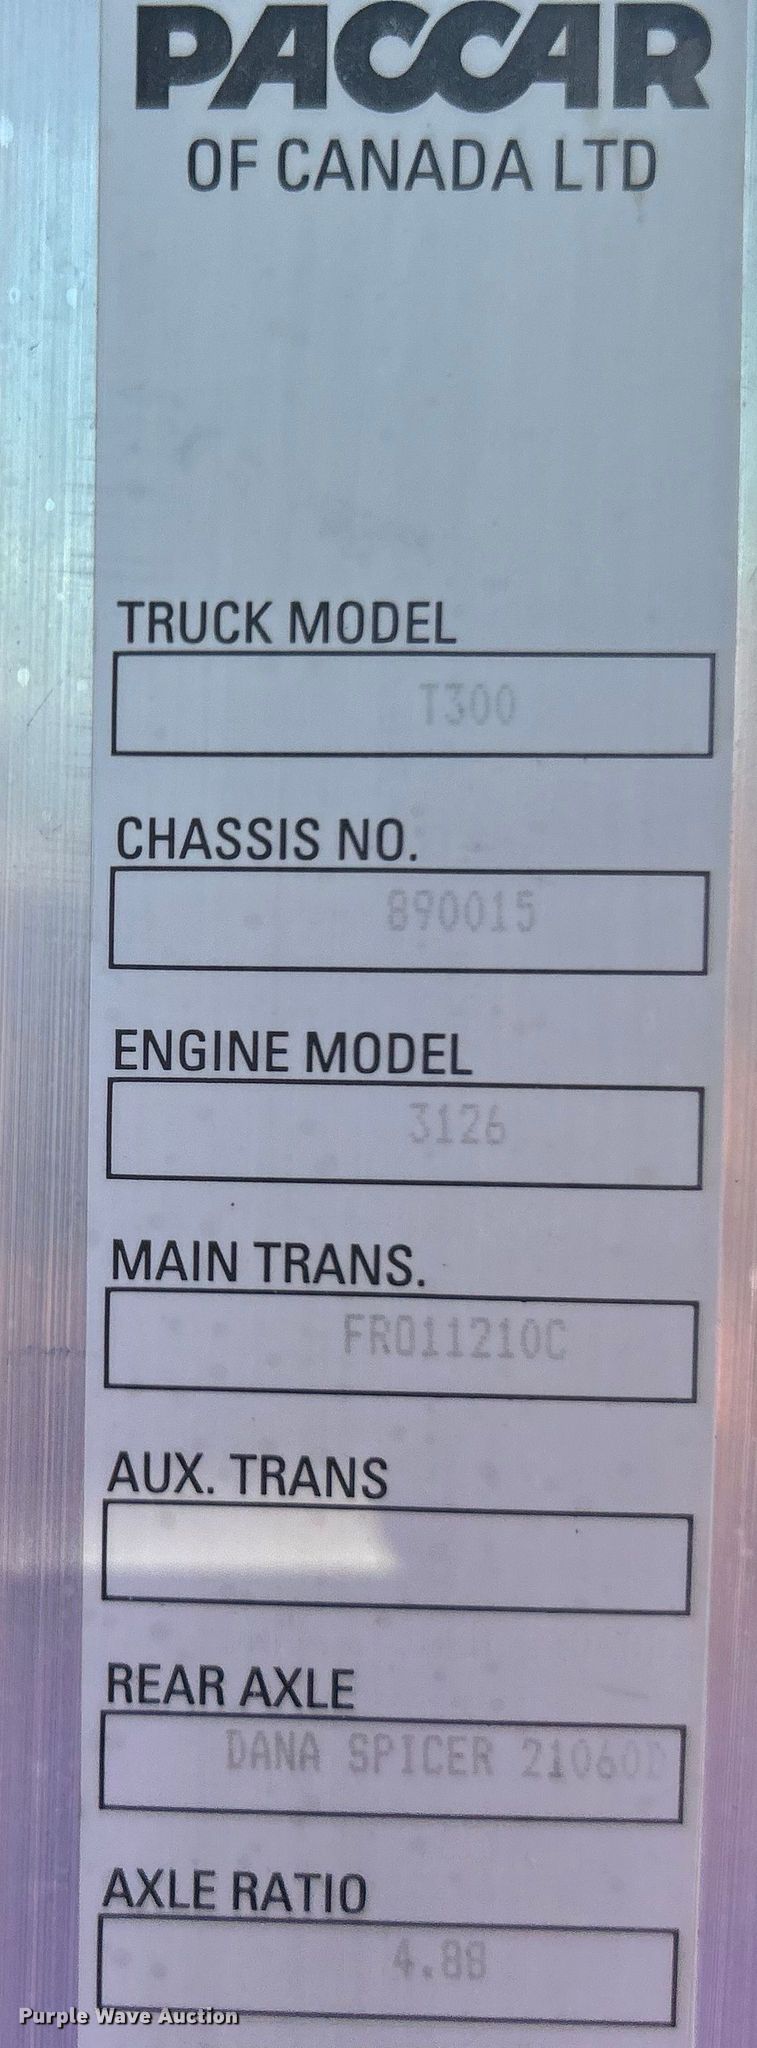 PACCAR
OF CANADA LTD
TRUCK MODEL
T300
CHASSIS NO.
890015
ENGINE MODEL
3126
MAIN TRANS.
FRO11210C
AUX. TRANS
REAR AXLE
DANA SPICER 21060D
AXLE RATIO
4.88
Purple Wave Auction